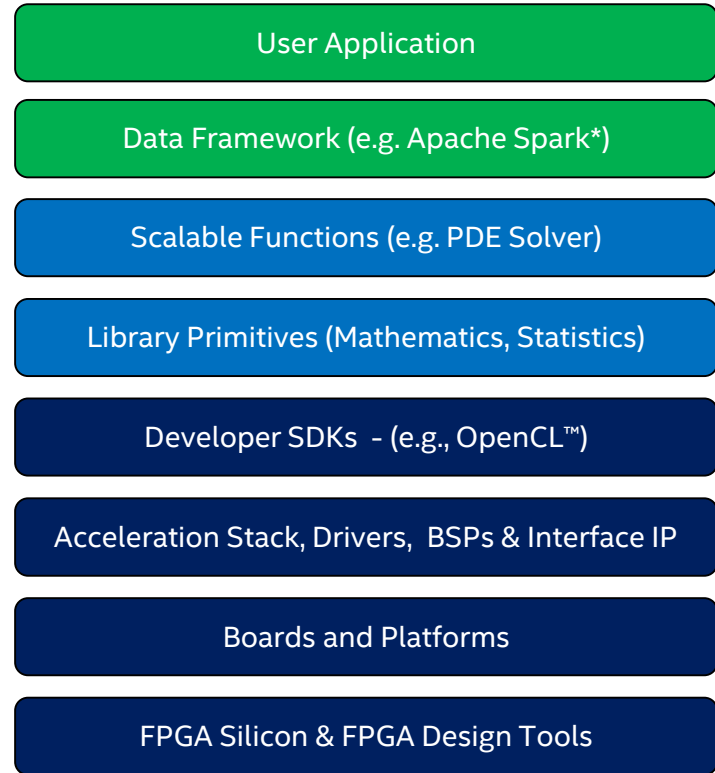 User Application
Data Framework (e.g. Apache Spark*)
Scalable Functions (e.g. PDE Solver)
Library Primitives (Mathematics, Statistics)
Developer SDKs  - (e.g., OpenCL™)
Acceleration Stack, Drivers,  BSPs & Interface IP
Boards and Platforms
FPGA Silicon & FPGA Design Tools